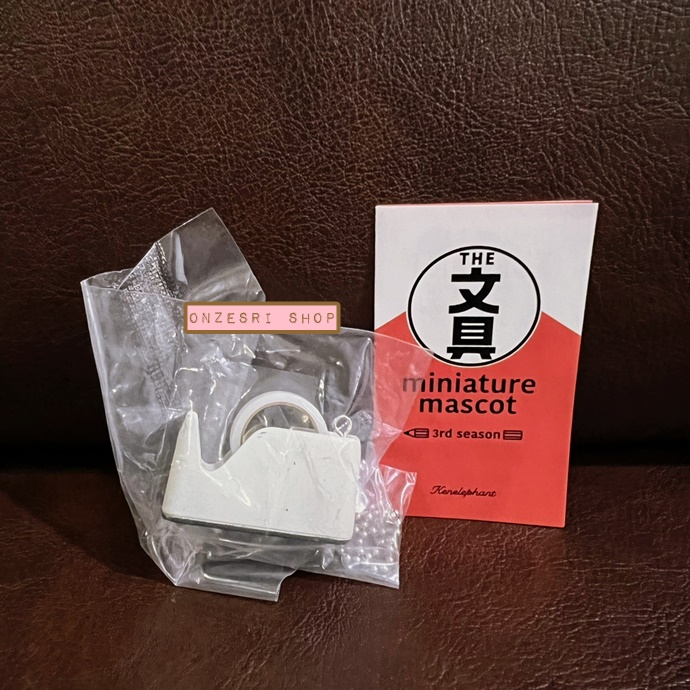 ONZESRI SHOP
THE
文
具
miniature
mascot
3rd season
Kenelephant